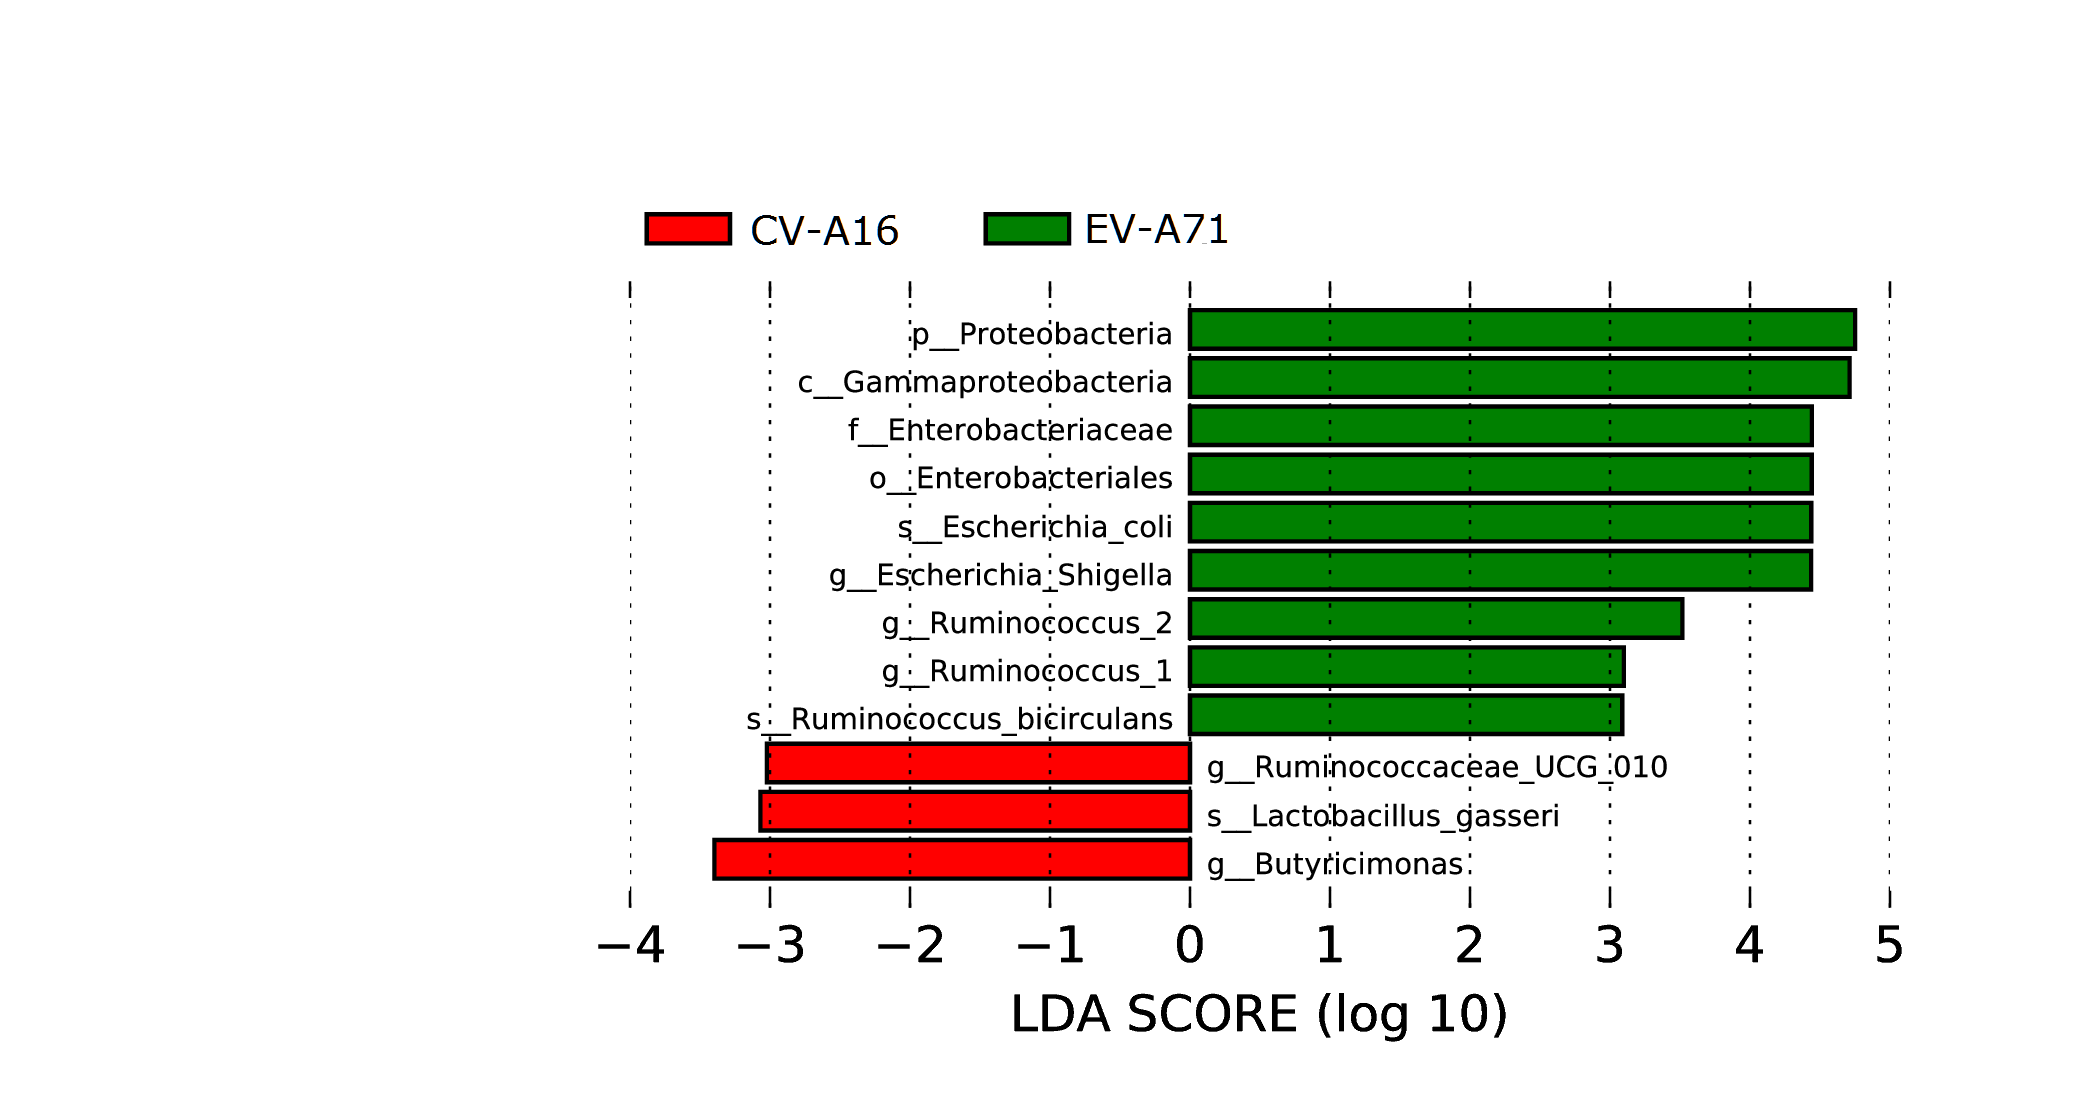 CV-A16 EV-A71
p__Proteobacteria
c__Gammaproteobacteria
f__Enterobacteriaceae
o__Enterobacteriales
s__Escherichia_coli
g__Escherichia_Shigella
g__Ruminococcus_2
g__Ruminococcus_1
s__Ruminococcus_bicirculans
g__Ruminococcaceae_UCG_010
s__Lactobacillus_gasseri
g__Butyricimonas
−4 −3 −2 −1 0 1 2 3 4 5
LDA SCORE (log 10)